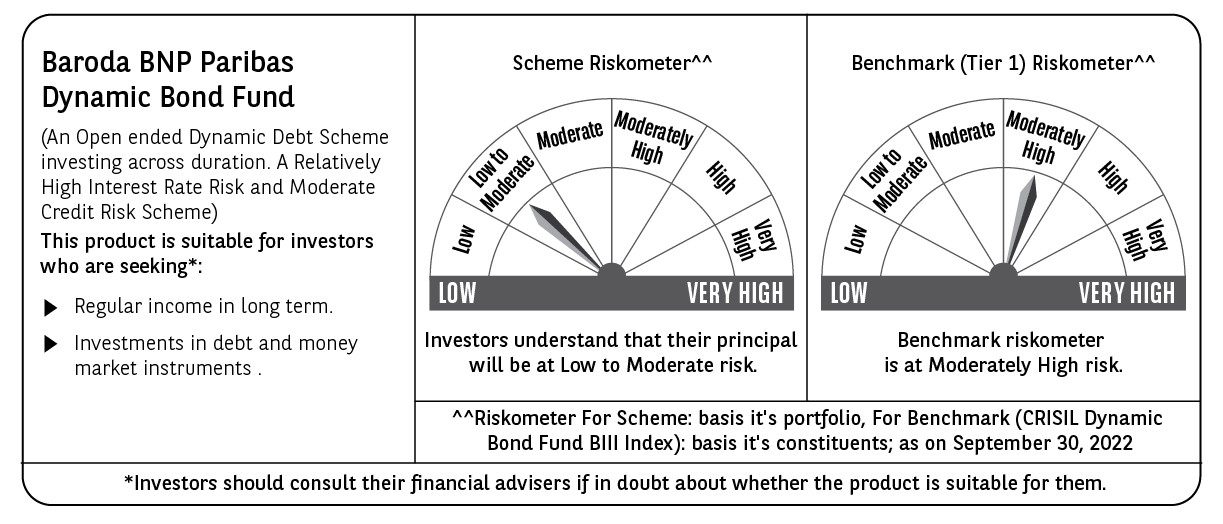 Baroda BNP Paribas
Dynamic Bond Fund
(An Open ended Dynamic Debt Scheme
investing across duration. A Relatively
High Interest Rate Risk and Moderate
Credit Risk Scheme)
This product is suitable for investors
who are seeking*:
Regular income in long term.
Investments in debt and money
market instruments .
Scheme Riskometer^^
Low
Low to
Moderate
Moderate
Moderately
High
High
Very
High
LOW
VERY HIGH
Investors understand that their principal
will be at Low to Moderate risk.
Benchmark (Tier 1) Riskometer^^
Low
Low to
Moderate
Moderate
Moderately
High
High
Very
High
LOW
VERY HIGH
Benchmark riskometer
is at Moderately High risk.
^^Riskometer For Scheme: basis it's portfolio, For Benchmark (CRISIL Dynamic
Bond Fund BIII Index): basis it's constituents; as on September 30, 2022
*Investors should consult their financial advisers if in doubt about whether the product is suitable for them.